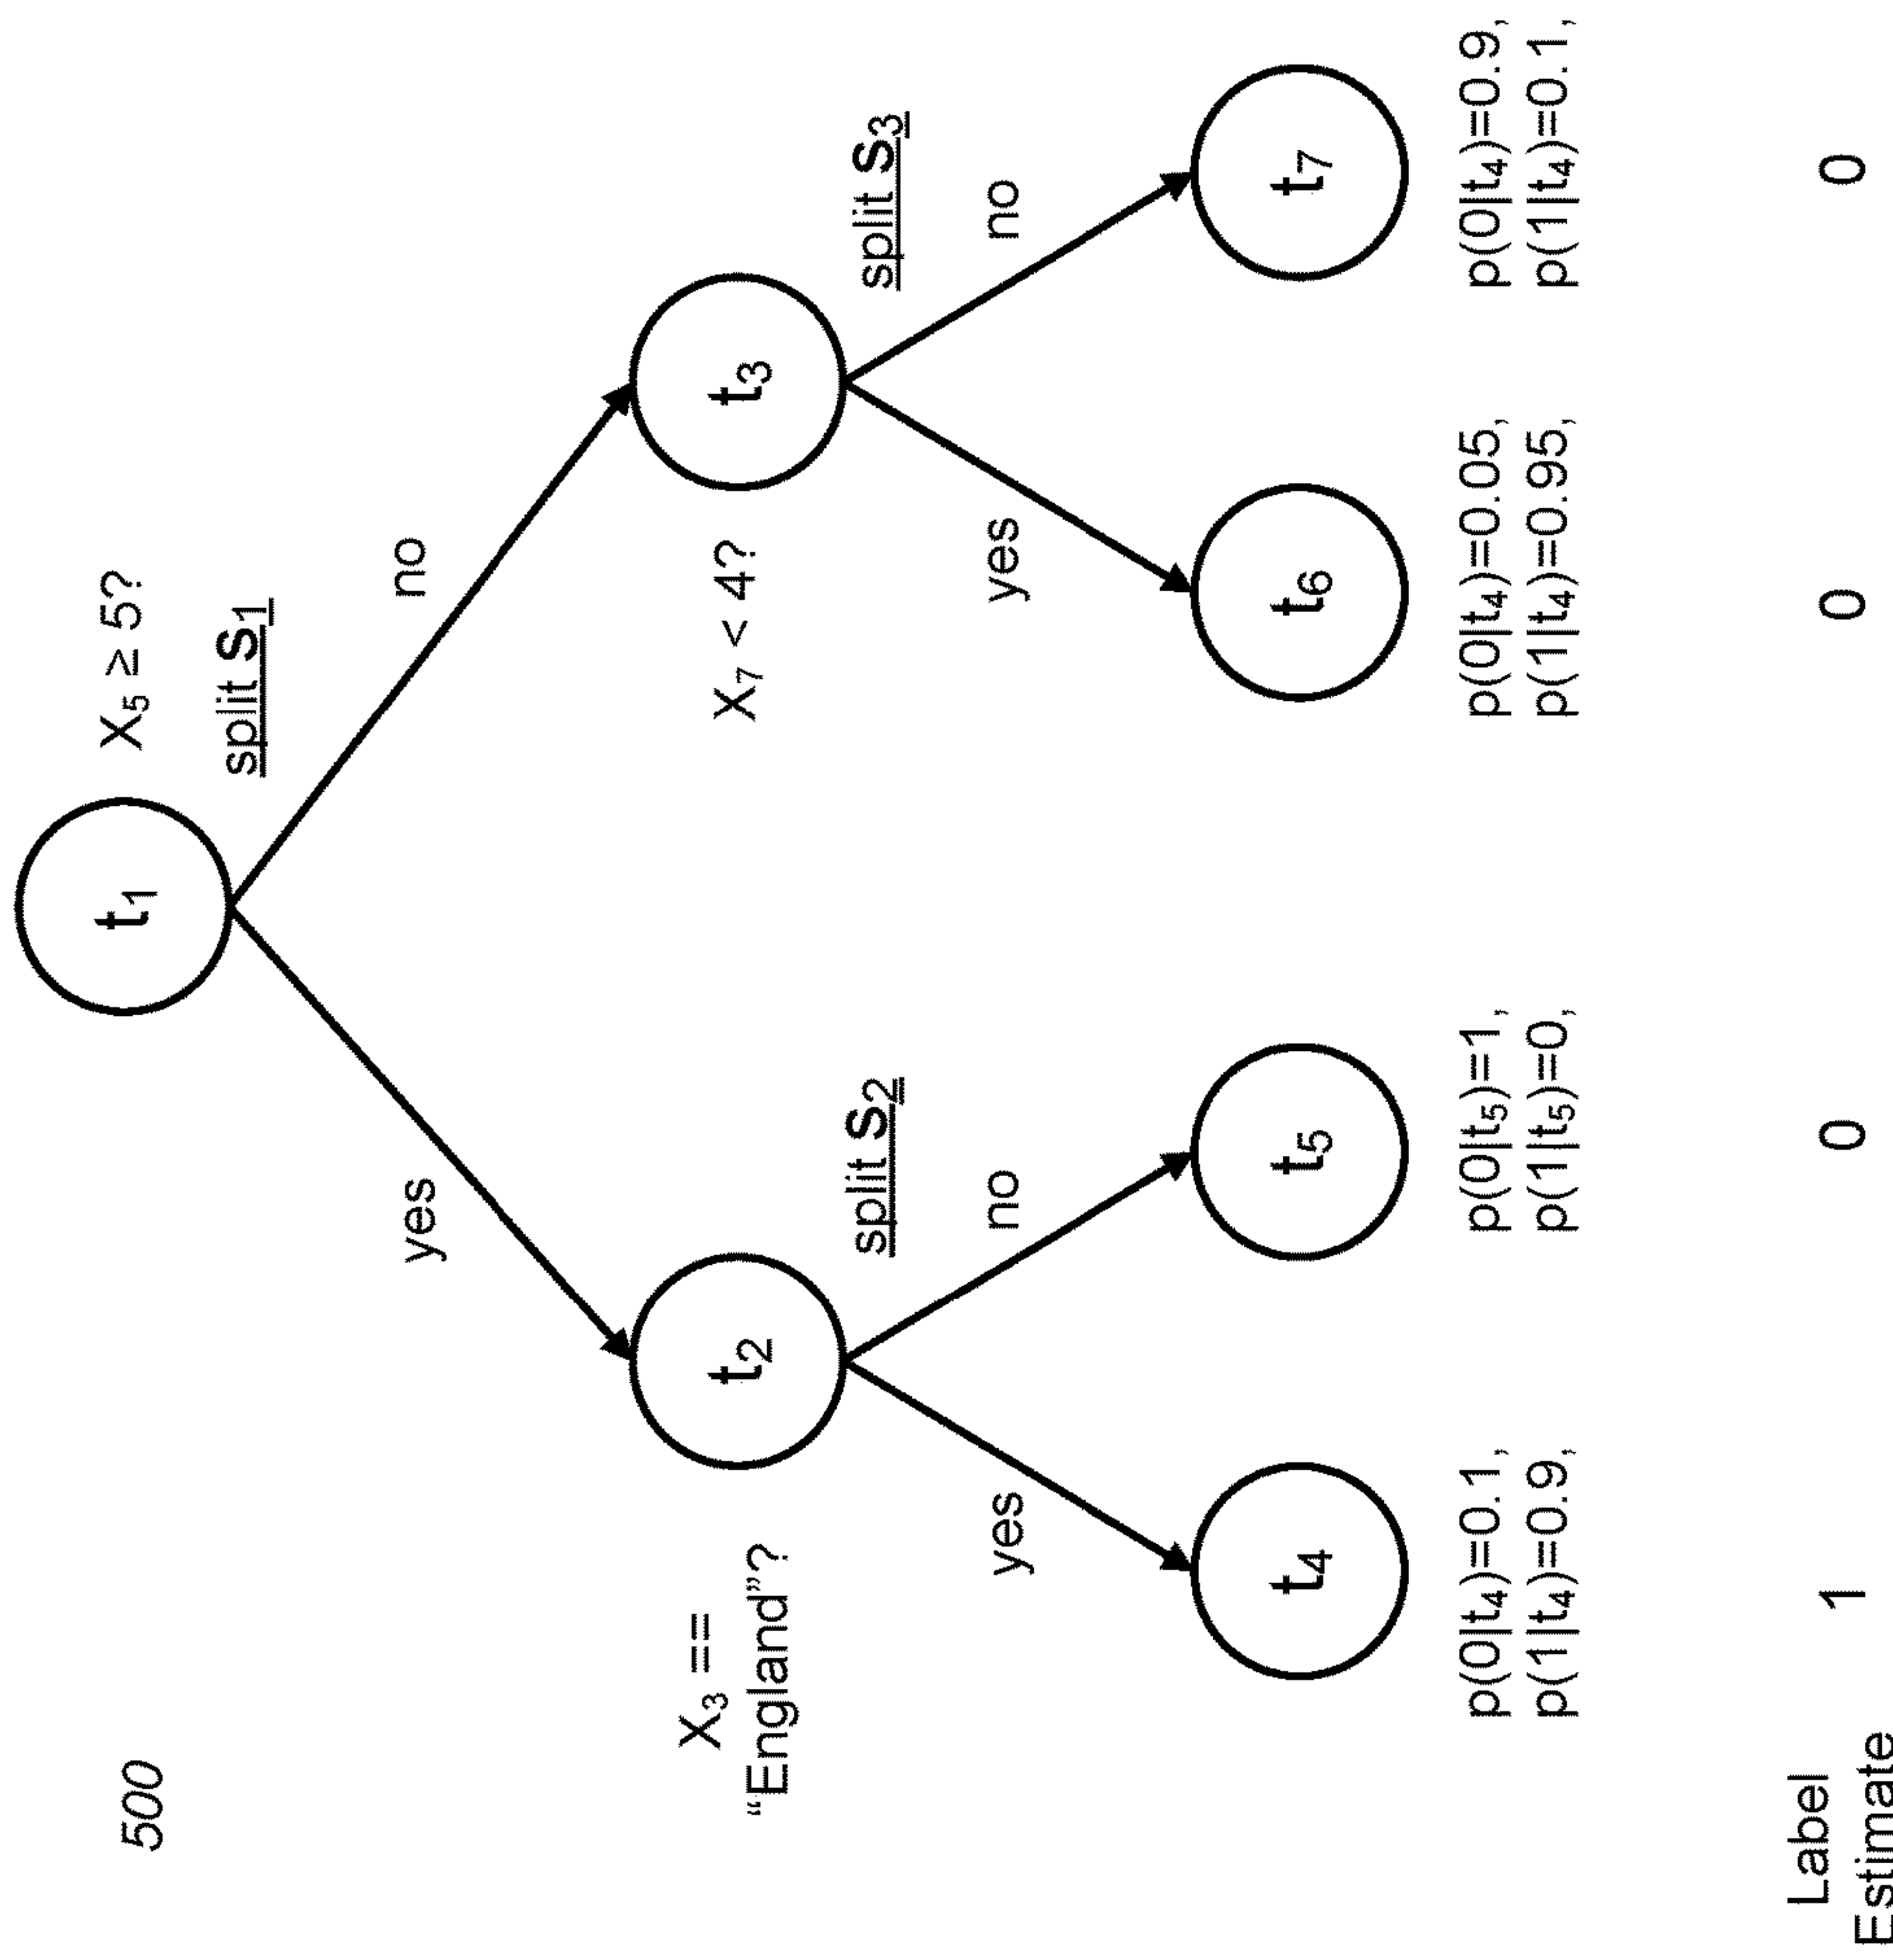 500
t₁
X₅ ≥ 5?
split s₁
yes
no
X₃ ==
“England”?
t₂
X₇ < 4?
t₃
split s₂
split s₃
yes
no
yes
no
t₄
t₅
t₆
t₇
p(0|t₄)=0.1,
p(1|t₄)=0.9,
p(0|t₅)=1,
p(1|t₅)=0,
p(0|t₄)=0.05,
p(1|t₄)=0.95,
p(0|t₄)=0.9,
p(1|t₄)=0.1,
Label
Estimate
1
0
0
0